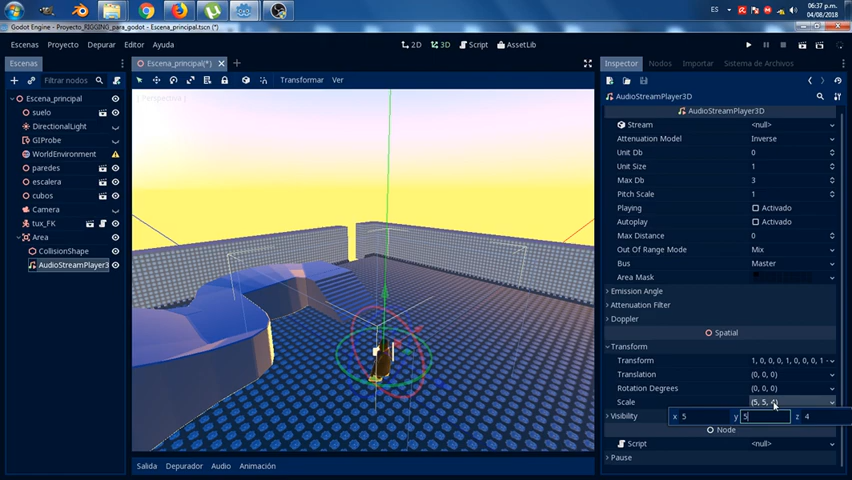 ES
06:37 p.m.
04/08/2018
Godot Engine - Proyecto_RIGGING_para_godot - Escena_principal.tscn (*)
Escenas Proyecto Depurar Editor Ayuda
2D 3D Script AssetLib
Escenas
Escena_principal(*)
Inspector Nodos Importar Sistema de Archivos
Filtrar nodos
Transformar Ver
AudioStreamPlayer3D
Escena_principal
suelo
DirectionalLight
GIProbe
WorldEnvironment
paredes
escalera
cubos
Camera
tux_FK
Area
CollisionShape
AudioStreamPlayer3
[ Perspectiva ]
AudioStreamPlayer3D
Stream <null>
Attenuation Model Inverse
Unit Db 0
Unit Size 1
Max Db 3
Pitch Scale 1
Playing Activado
Autoplay Activado
Max Distance 0
Out Of Range Mode Mix
Bus Master
Area Mask
Emission Angle
Attenuation Filter
Doppler
Spatial
Transform
Transform 1, 0, 0, 0, 1, 0, 0, 0, 1 -
Translation (0, 0, 0)
Rotation Degrees (0, 0, 0)
Scale (5, 5, 4)
x 5 y 5 z 4
Visibility
Node
Script <null>
Pause
Salida Depurador Audio Animación